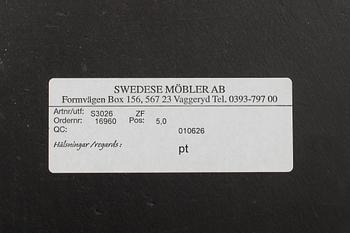 SWEDESE MÖBLER AB
Formvägen Box 156, 567 23 Vaggeryd Tel. 0393-797 00
Artnr/utf: S3026 ZF
Ordernr: 16960 Pos: 5,0
QC: 010626
Hälsningar/regards: pt